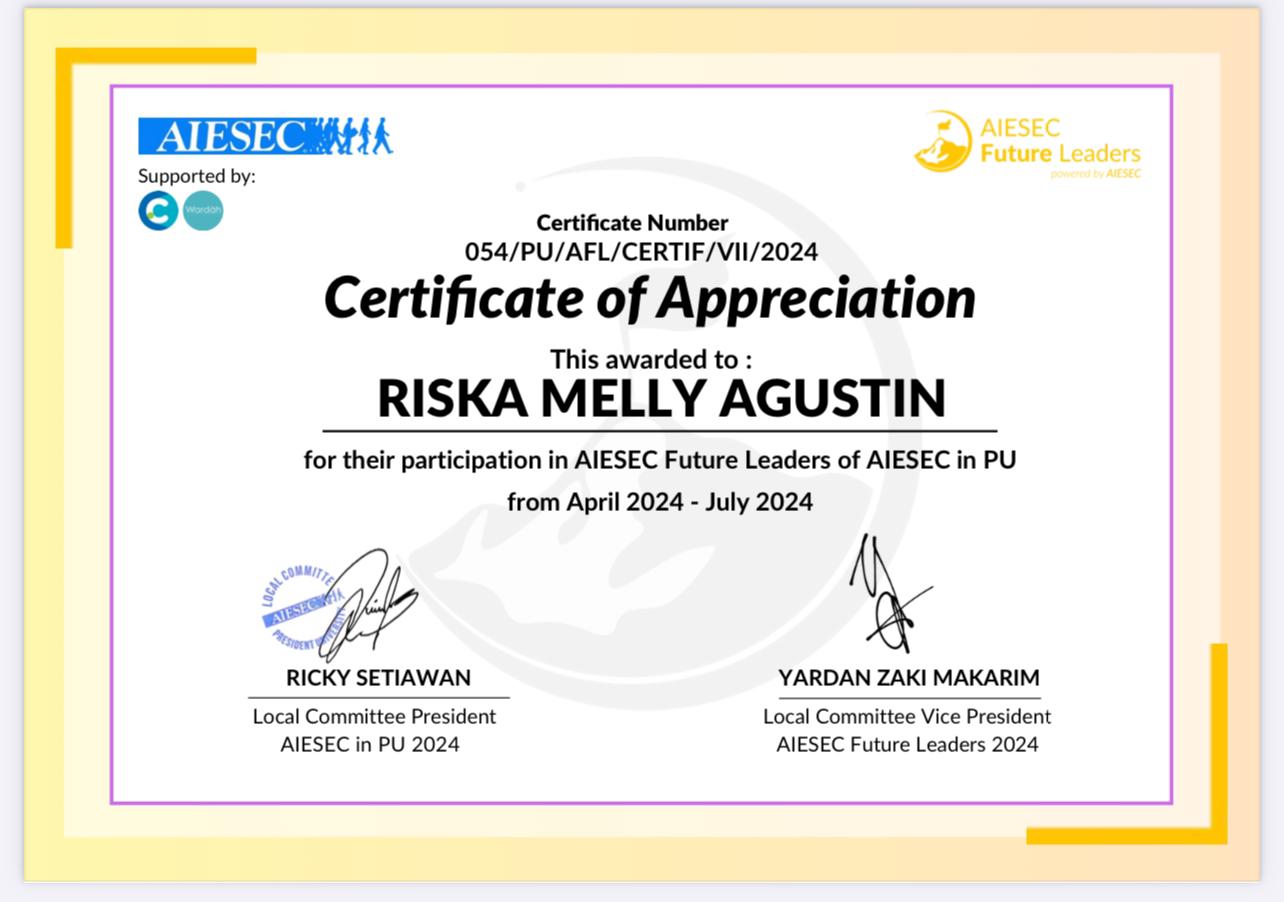 AIESEC
Supported by:
C Wardah
AIESEC
Future Leaders
powered by AIESEC
Certificate Number
054/PU/AFL/CERTIF/VII/2024
Certificate of Appreciation
This awarded to :
RISKA MELLY AGUSTIN
for their participation in AIESEC Future Leaders of AIESEC in PU
from April 2024 - July 2024
LOCAL COMMITTE
AIESEC
PRESIDENT UNIVERSITY
RICKY SETIAWAN
Local Committee President
AIESEC in PU 2024
YARDAN ZAKI MAKARIM
Local Committee Vice President
AIESEC Future Leaders 2024